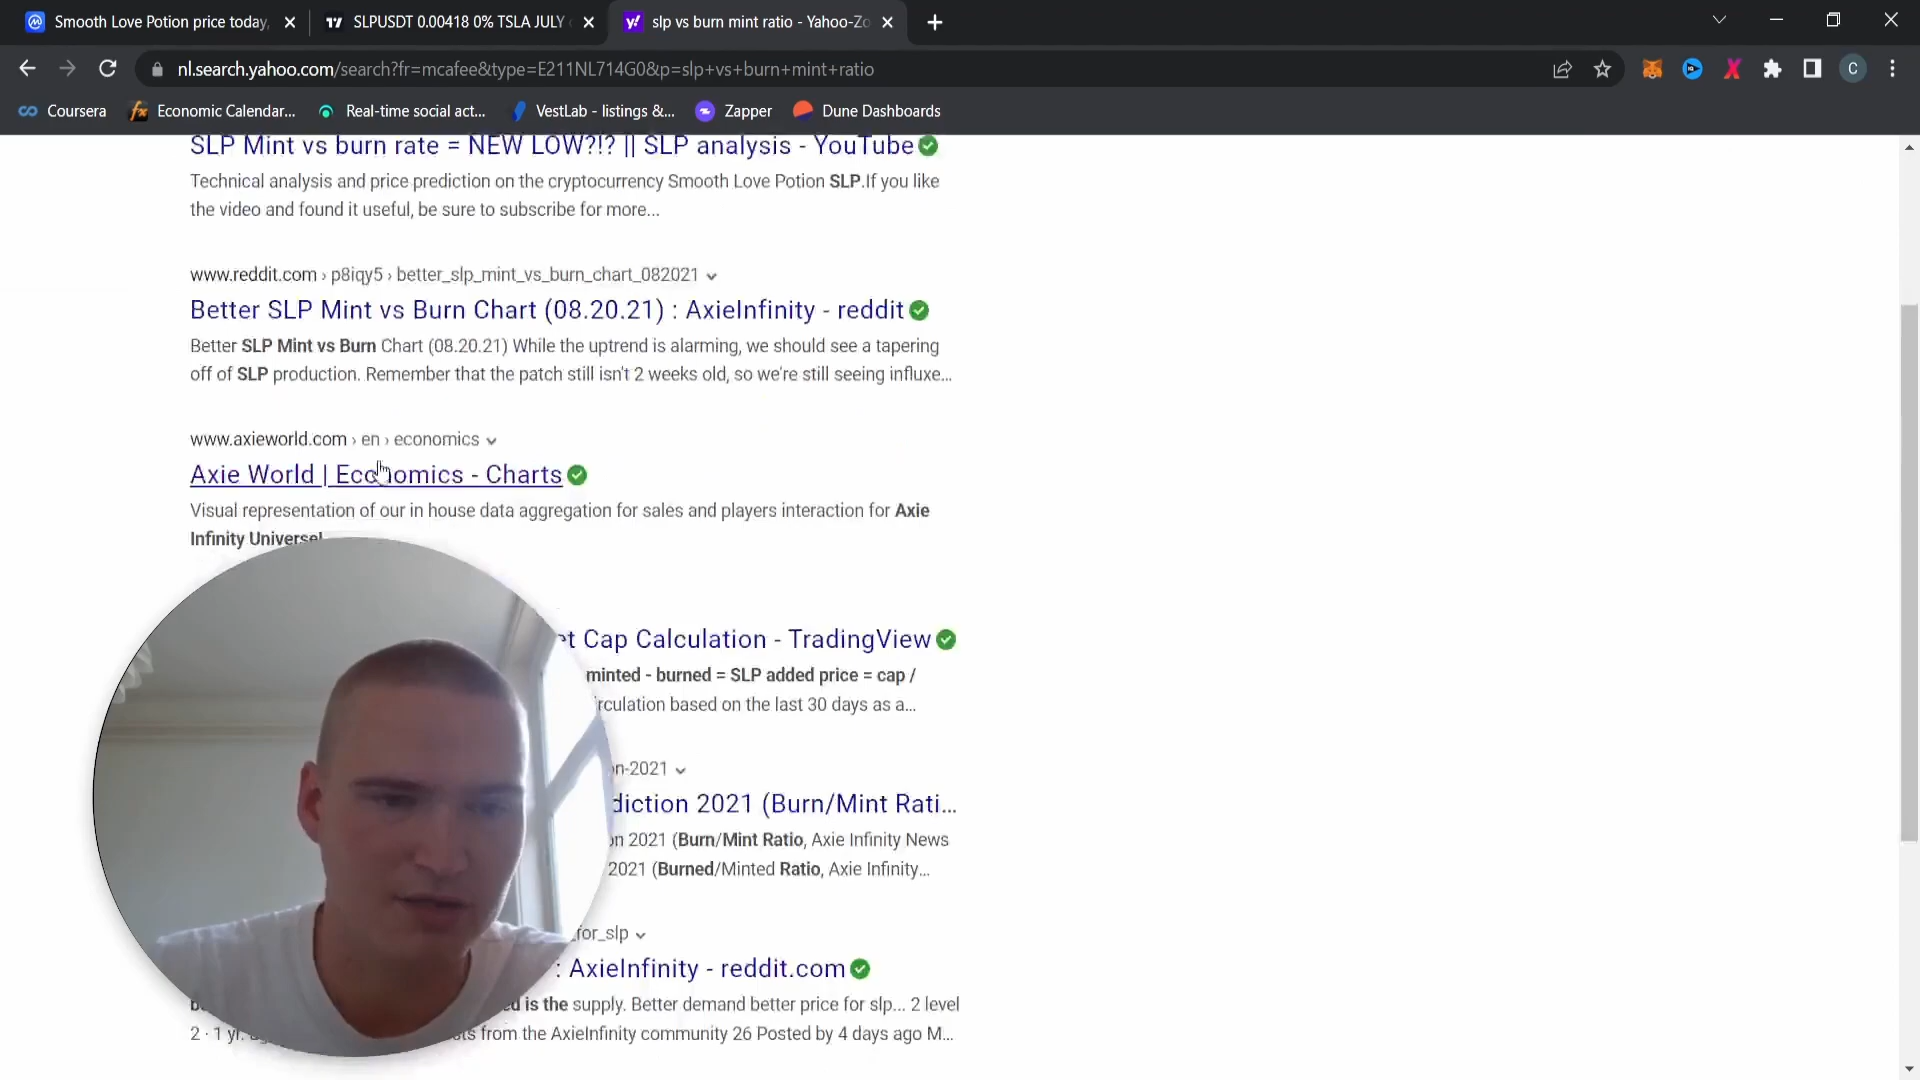 Smooth Love Potion price today,
SLPUSDT 0.00418 0% TSLA JULY
slp vs burn mint ratio - Yahoo-Zo
nl.search.yahoo.com/search?fr=mcafee&type=E211NL714G0&p=slp+vs+burn+mint+ratio
C
Coursera
Economic Calendar...
Real-time social act...
VestLab - listings &...
Zapper
Dune Dashboards
SLP Mint vs burn rate = NEW LOW?!? || SLP analysis - YouTube
Technical analysis and price prediction on the cryptocurrency Smooth Love Potion SLP.If you like
the video and found it useful, be sure to subscribe for more...
www.reddit.com › p8iqy5 › better_slp_mint_vs_burn_chart_082021
Better SLP Mint vs Burn Chart (08.20.21) : AxieInfinity - reddit
Better SLP Mint vs Burn Chart (08.20.21) While the uptrend is alarming, we should see a tapering
off of SLP production. Remember that the patch still isn't 2 weeks old, so we're still seeing influxe...
www.axieworld.com › en › economics
Axie World | Economics - Charts
Visual representation of our in house data aggregation for sales and players interaction for Axie
Infinity Universe!
Cap Calculation - TradingView
minted - burned = SLP added price = cap /
based on the last 30 days as a...
n-2021
2021 (Burn/Mint Rati...
2021 (Burned/Mint Ratio, Axie Infinity News
2021 (Burned/Minted Ratio, Axie Infinity...
for_slp
: AxieInfinity - reddit.com
is the supply. Better demand better price for slp... 2 level
2 · 1 yr. from the AxieInfinity community 26 Posted by 4 days ago M...